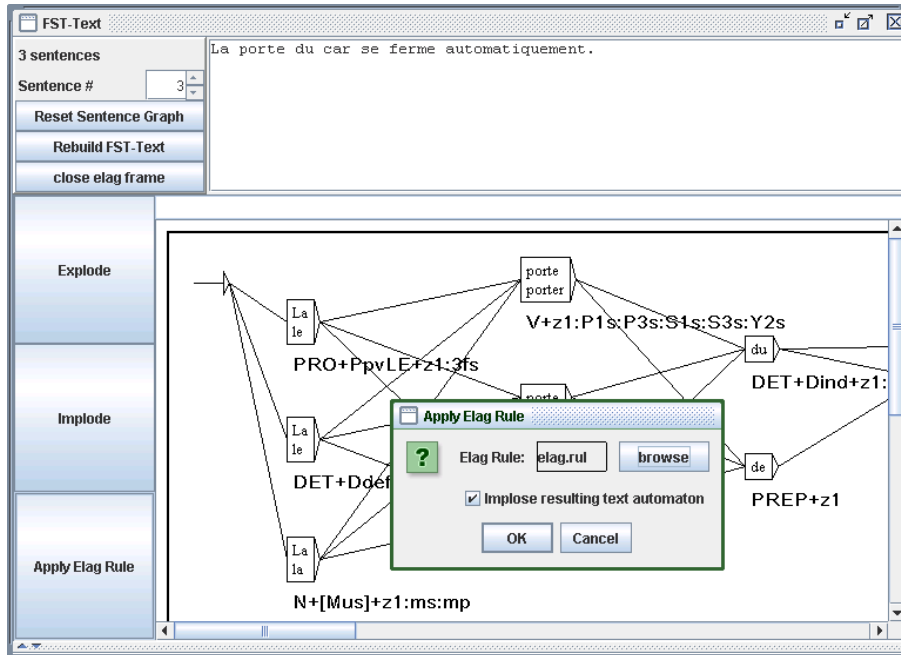 FST-Text
3 sentences
Sentence #
3
Reset Sentence Graph
Rebuild FST-Text
close elag frame
La porte du car se ferme automatiquement.
Explode
Implode
Apply Elag Rule
La
le
PRO+PpvLE+z1:3fs
La
le
DET+Ddef
La
la
N+[Mus]+z1:ms:mp
porte
porter
V+z1:P1s:P3s:S1s:S3s:Y2s
porte
du
DET+Dind+z1:
de
PREP+z1
Apply Elag Rule
?
Elag Rule:
elag.rul
browse
Implose resulting text automaton
OK
Cancel